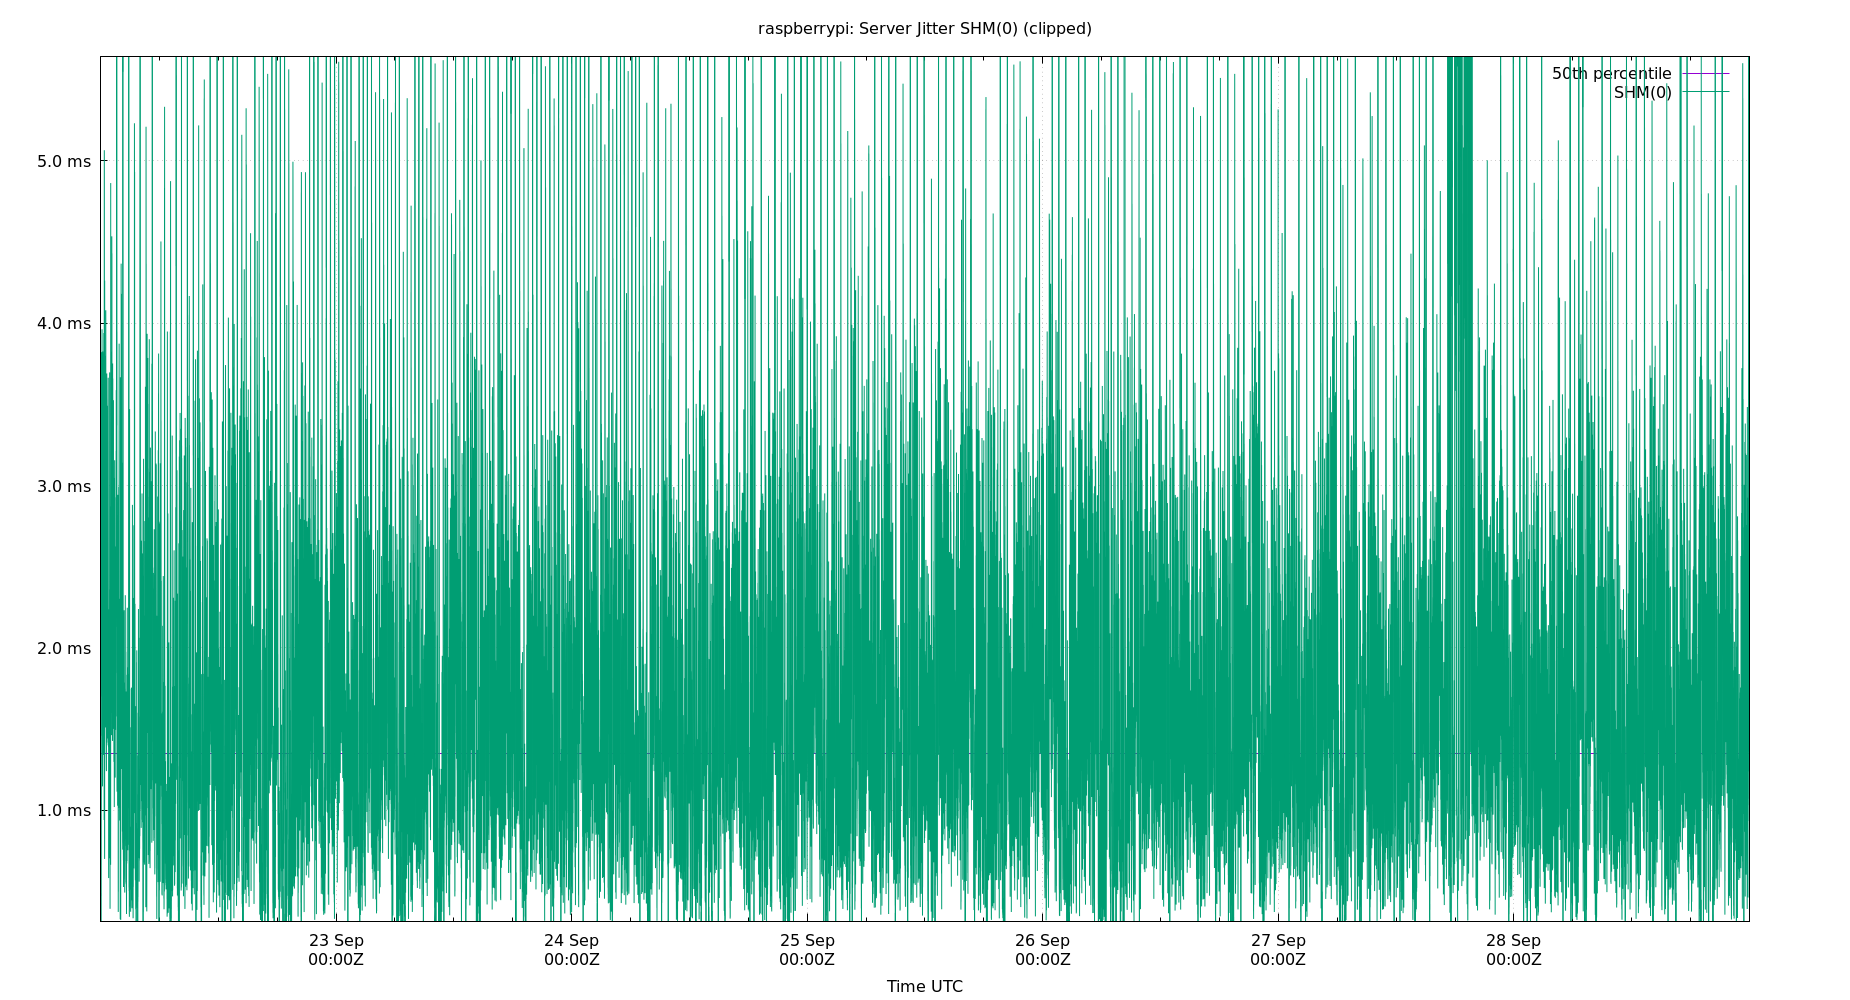 raspberrypi: Server Jitter SHM(0) (clipped)
50th percentile
SHM(0)
5.0 ms
4.0 ms
3.0 ms
2.0 ms
1.0 ms
23 Sep 24 Sep 25 Sep 26 Sep 27 Sep 28 Sep
00:00Z 00:00Z 00:00Z 00:00Z 00:00Z 00:00Z
Time UTC